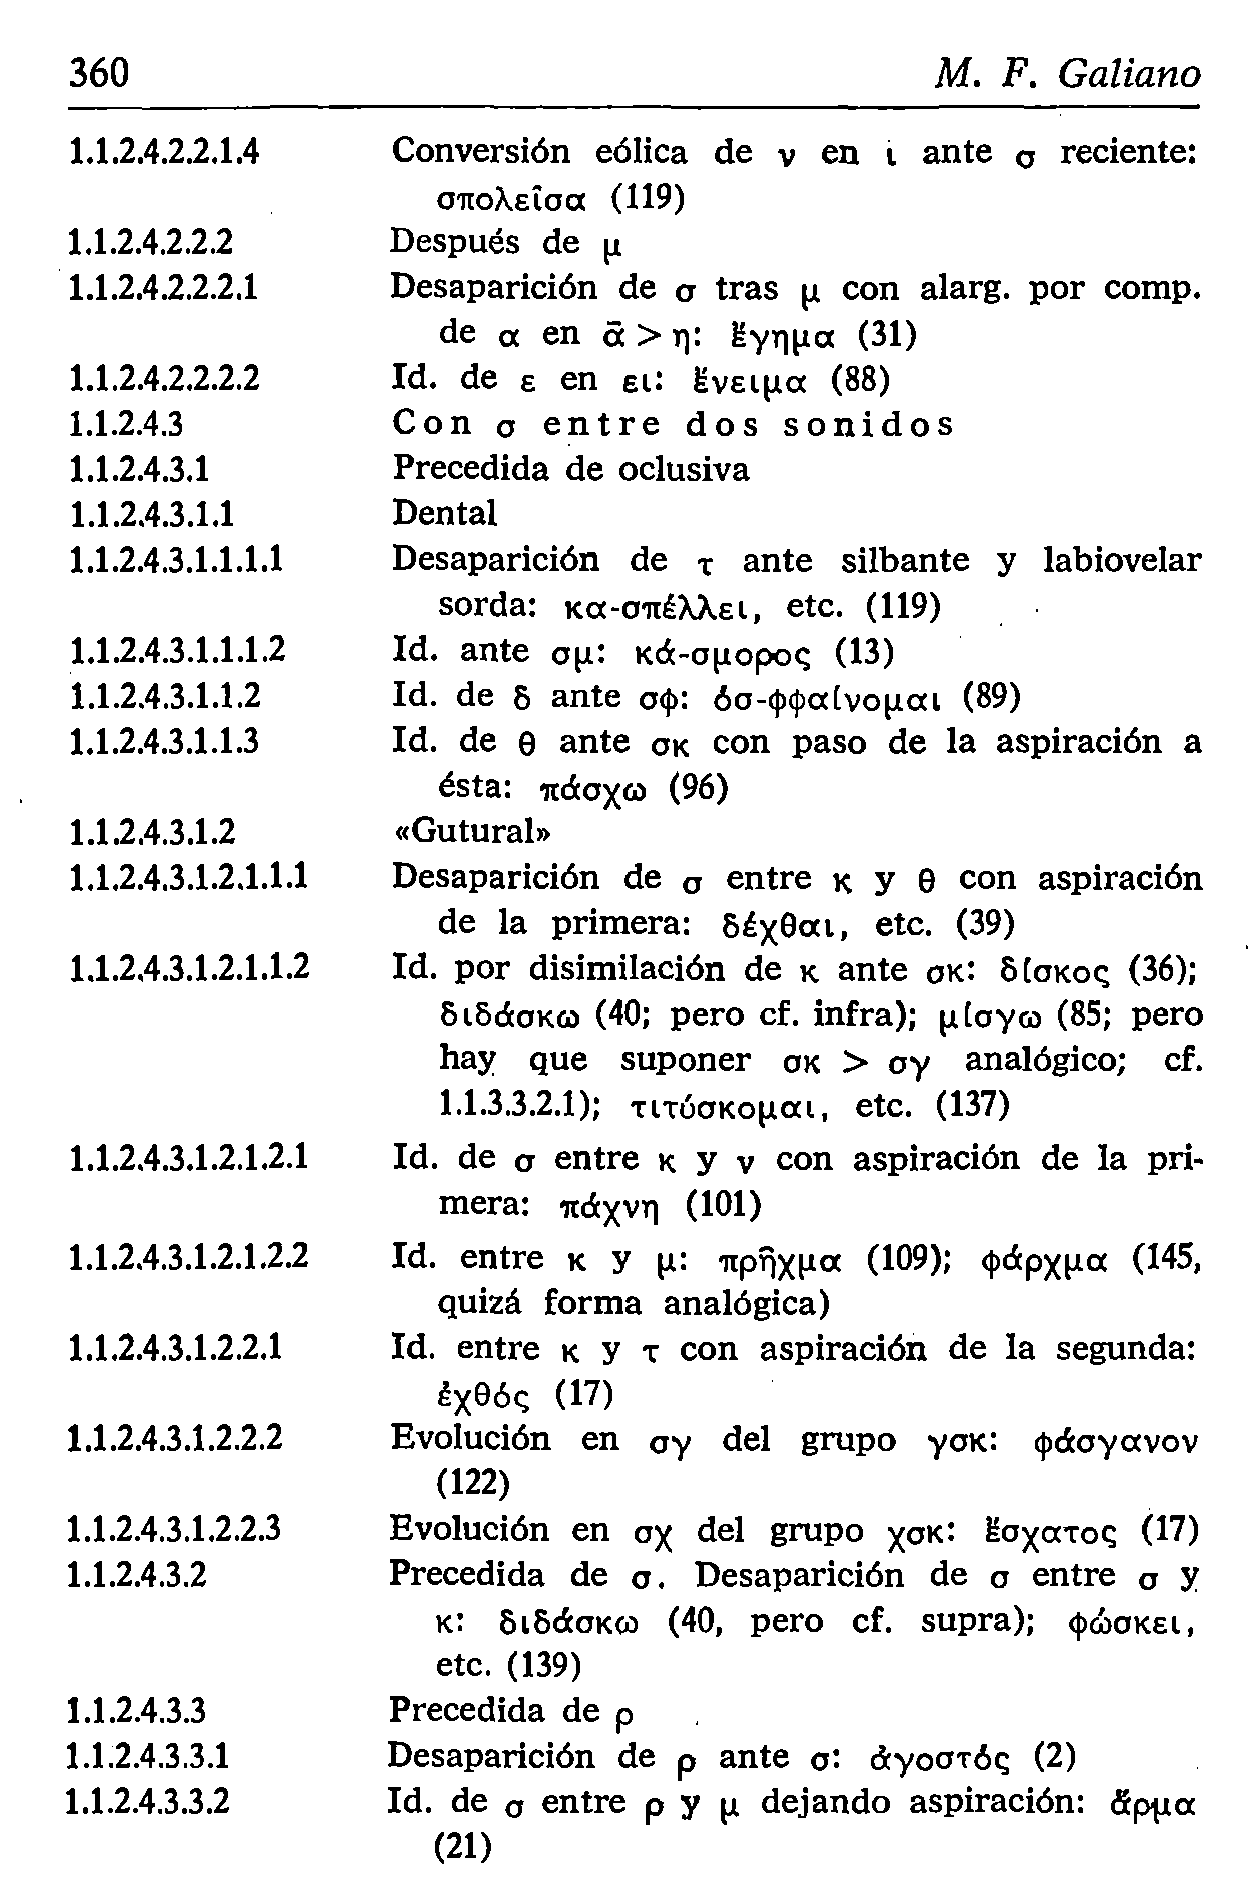 360 M. F. Galiano
1.1.2.4.2.2.1.4 Conversión eólica de ν en ι ante σ reciente:
σπολεῖσα (119)
1.1.2.4.2.2.2 Después de μ
1.1.2.4.2.2.2.1 Desaparición de σ tras μ con alarg. por comp.
de α en ᾱ > η: ἔγημα (31)
1.1.2.4.2.2.2.2 Id. de ε en ει: ἔνειμα (88)
1.1.2.4.3 Con σ entre dos sonidos
1.1.2.4.3.1 Precedida de oclusiva
1.1.2.4.3.1.1 Dental
1.1.2.4.3.1.1.1.1 Desaparición de τ ante silbante y labiovelar
sorda: κα-σπέλλει, etc. (119)
1.1.2.4.3.1.1.1.2 Id. ante σμ: κά-σμορος (13)
1.1.2.4.3.1.1.2 Id. de δ ante σφ: ὀσ-φφαίνομαι (89)
1.1.2.4.3.1.1.3 Id. de θ ante σκ con paso de la aspiración a
ésta: πάσχω (96)
1.1.2.4.3.1.2 «Gutural»
1.1.2.4.3.1.2.1.1.1 Desaparición de σ entre κ y θ con aspiración
de la primera: δέχθαι, etc. (39)
1.1.2.4.3.1.2.1.1.2 Id. por disimilación de κ ante σκ: δίσκος (36);
διδάσκω (40; pero cf. infra); μίσγω (85; pero
hay que suponer σκ > σγ analógico; cf.
1.1.3.3.2.1); τιτύσκομαι, etc. (137)
1.1.2.4.3.1.2.1.2.1 Id. de σ entre κ y ν con aspiración de la pri-
mera: πάχνη (101)
1.1.2.4.3.1.2.1.2.2 Id. entre κ y μ: πρῆχμα (109); φάρχμα (145,
quizá forma analógica)
1.1.2.4.3.1.2.2.1 Id. entre κ y τ con aspiración de la segunda:
ἐχθός (17)
1.1.2.4.3.1.2.2.2 Evolución en σγ del grupo γσκ: φάσγανον
(122)
1.1.2.4.3.1.2.2.3 Evolución en σχ del grupo χσκ: ἔσχατος (17)
1.1.2.4.3.2 Precedida de σ. Desaparición de σ entre σ y
κ: διδάσκω (40, pero cf. supra); φώσκει,
etc. (139)
1.1.2.4.3.3 Precedida de ρ
1.1.2.4.3.3.1 Desaparición de ρ ante σ: ἀγοστός (2)
1.1.2.4.3.3.2 Id. de σ entre ρ y μ dejando aspiración: ἅρμα
(21)